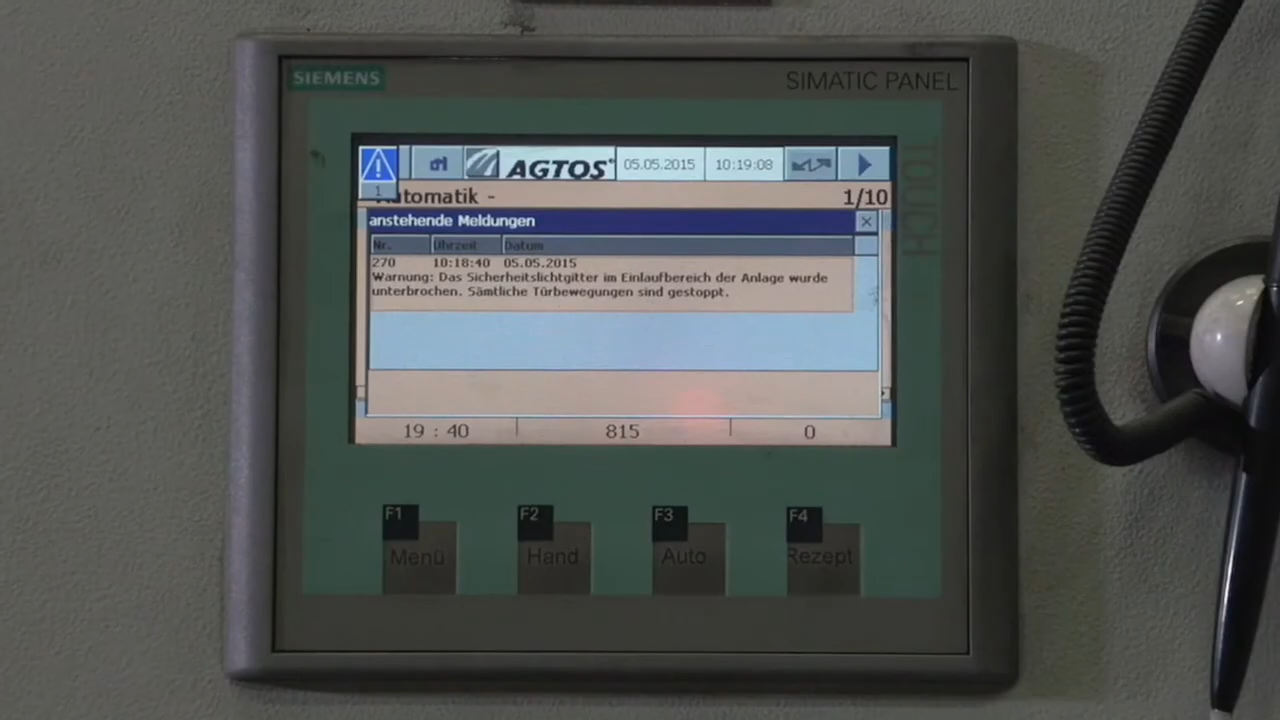 SIEMENS
SIMATIC PANEL
TOUCH
AGTOS
05.05.2015
10:19:08
1
Automatik -
1/10
anstehende Meldungen
Nr. Uhrzeit Datum
270 10:18:40 05.05.2015
Warnung: Das Sicherheitslichtgitter im Einlaufbereich der Anlage wurde
unterbrochen. Sämtliche Türbewegungen sind gestoppt.
19 : 40 815 0
F1 F2 F3 F4
Menü Hand Auto Rezept